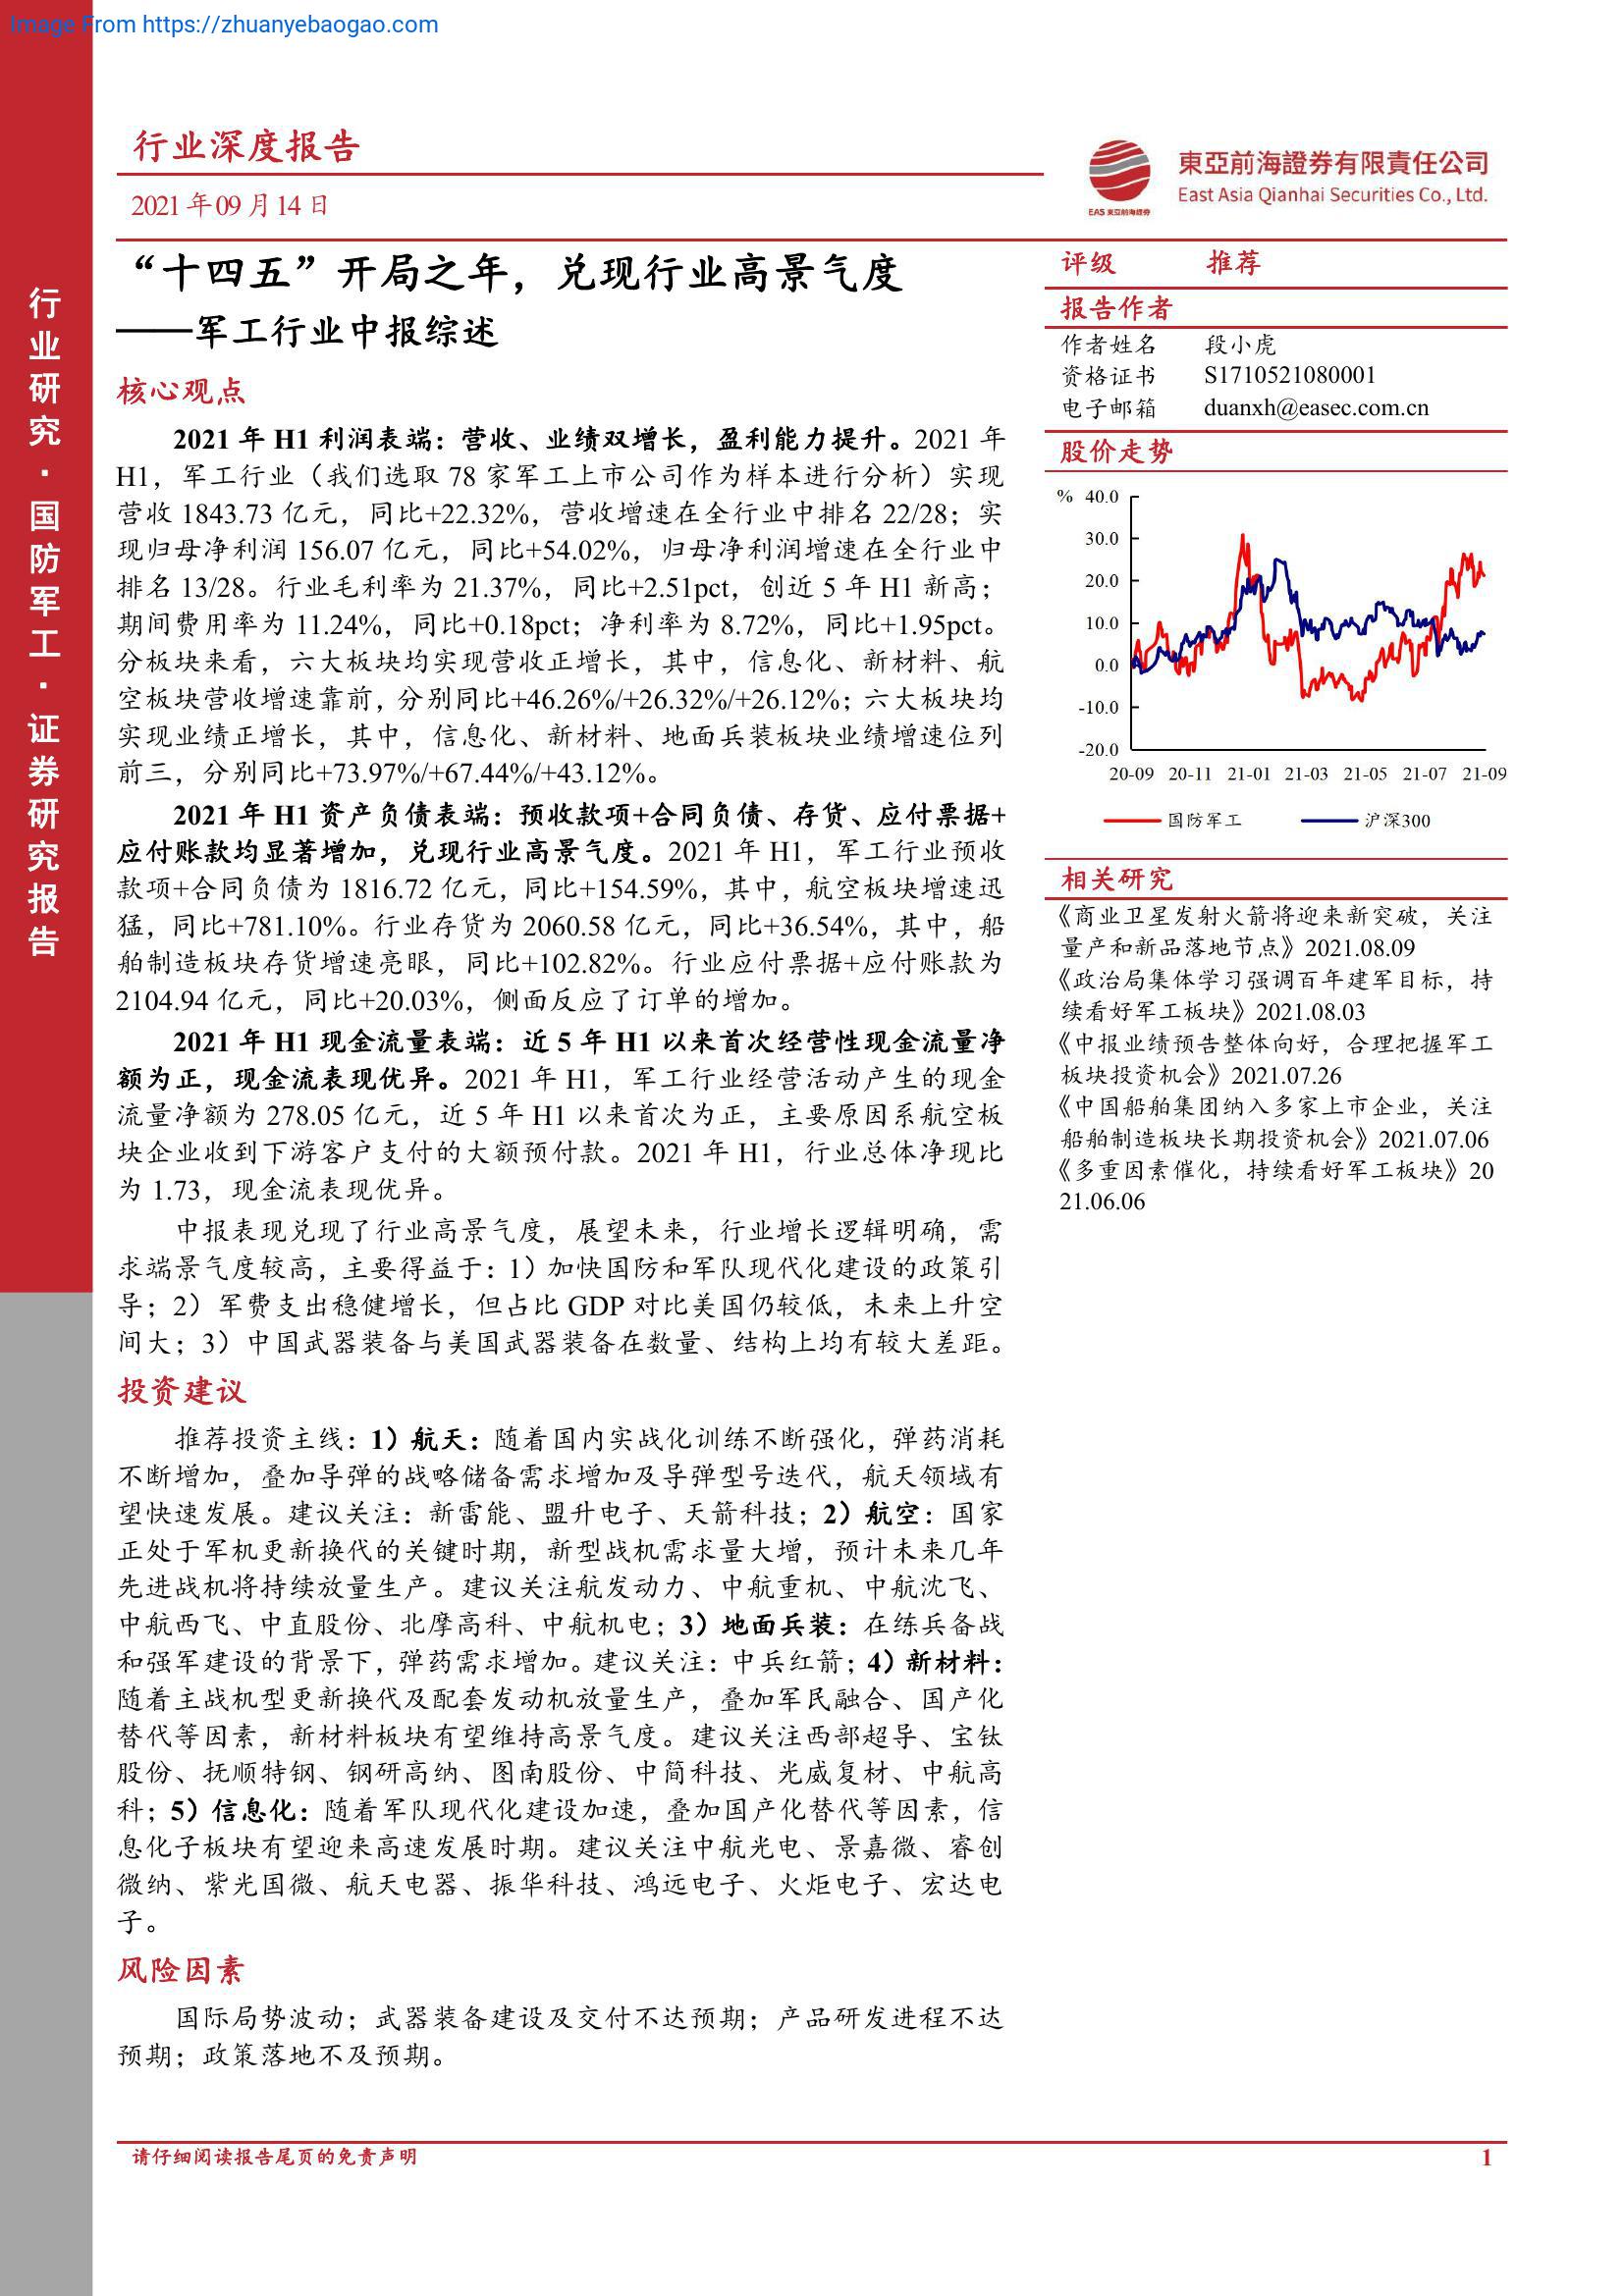 Image From https://zhuanyebaogao.com
行业研究·国防军工·证券研究报告
行业深度报告
2021年09月14日
EAS 東亞前海證券
東亞前海證券有限責任公司
East Asia Qianhai Securities Co., Ltd.
“十四五”开局之年，兑现行业高景气度
——军工行业中报综述
核心观点
2021 年 H1 利润表端：营收、业绩双增长，盈利能力提升。2021 年
H1，军工行业（我们选取 78 家军工上市公司作为样本进行分析）实现
营收 1843.73 亿元，同比+22.32%，营收增速在全行业中排名 22/28；实
现归母净利润 156.07 亿元，同比+54.02%，归母净利润增速在全行业中
排名 13/28。行业毛利率为 21.37%，同比+2.51pct，创近 5 年 H1 新高；
期间费用率为 11.24%，同比+0.18pct；净利率为 8.72%，同比+1.95pct。
分板块来看，六大板块均实现营收正增长，其中，信息化、新材料、航
空板块营收增速靠前，分别同比+46.26%/+26.32%/+26.12%；六大板块均
实现业绩正增长，其中，信息化、新材料、地面兵装板块业绩增速位列
前三，分别同比+73.97%/+67.44%/+43.12%。
2021 年 H1 资产负债表端：预收款项+合同负债、存货、应付票据+
应付账款均显著增加，兑现行业高景气度。2021 年 H1，军工行业预收
款项+合同负债为 1816.72 亿元，同比+154.59%，其中，航空板块增速迅
猛，同比+781.10%。行业存货为 2060.58 亿元，同比+36.54%，其中，船
舶制造板块存货增速亮眼，同比+102.82%。行业应付票据+应付账款为
2104.94 亿元，同比+20.03%，侧面反应了订单的增加。
2021 年 H1 现金流量表端：近 5 年 H1 以来首次经营性现金流量净
额为正，现金流表现优异。2021 年 H1，军工行业经营活动产生的现金
流量净额为 278.05 亿元，近 5 年 H1 以来首次为正，主要原因系航空板
块企业收到下游客户支付的大额预付款。2021 年 H1，行业总体净现比
为 1.73，现金流表现优异。
中报表现兑现了行业高景气度，展望未来，行业增长逻辑明确，需
求端景气度较高，主要得益于：1）加快国防和军队现代化建设的政策引
导；2）军费支出稳健增长，但占比 GDP 对比美国仍较低，未来上升空
间大；3）中国武器装备与美国武器装备在数量、结构上均有较大差距。
投资建议
推荐投资主线：1）航天：随着国内实战化训练不断强化，弹药消耗
不断增加，叠加导弹的战略储备需求增加及导弹型号迭代，航天领域有
望快速发展。建议关注：新雷能、盟升电子、天箭科技；2）航空：国家
正处于军机更新换代的关键时期，新型战机需求量大增，预计未来几年
先进战机将持续放量生产。建议关注航发动力、中航重机、中航沈飞、
中航西飞、中直股份、北摩高科、中航机电；3）地面兵装：在练兵备战
和强军建设的背景下，弹药需求增加。建议关注：中兵红箭；4）新材料：
随着主战机型更新换代及配套发动机放量生产，叠加军民融合、国产化
替代等因素，新材料板块有望维持高景气度。建议关注西部超导、宝钛
股份、抚顺特钢、钢研高纳、图南股份、中简科技、光威复材、中航高
科；5）信息化：随着军队现代化建设加速，叠加国产化替代等因素，信
息化子板块有望迎来高速发展时期。建议关注中航光电、景嘉微、睿创
微纳、紫光国微、航天电器、振华科技、鸿远电子、火炬电子、宏达电
子。
风险因素
国际局势波动；武器装备建设及交付不达预期；产品研发进程不达
预期；政策落地不及预期。
评级 推荐
报告作者
作者姓名 段小虎
资格证书 S1710521080001
电子邮箱 duanxh@easec.com.cn
股价走势
% 40.0
30.0
20.0
10.0
0.0
-10.0
-20.0
20-09 20-11 21-01 21-03 21-05 21-07 21-09
国防军工 沪深300
相关研究
《商业卫星发射火箭将迎来新突破，关注
量产和新品落地节点》2021.08.09
《政治局集体学习强调百年建军目标，持
续看好军工板块》2021.08.03
《中报业绩预告整体向好，合理把握军工
板块投资机会》2021.07.26
《中国船舶集团纳入多家上市企业，关注
船舶制造板块长期投资机会》2021.07.06
《多重因素催化，持续看好军工板块》20
21.06.06
请仔细阅读报告尾页的免责声明
1